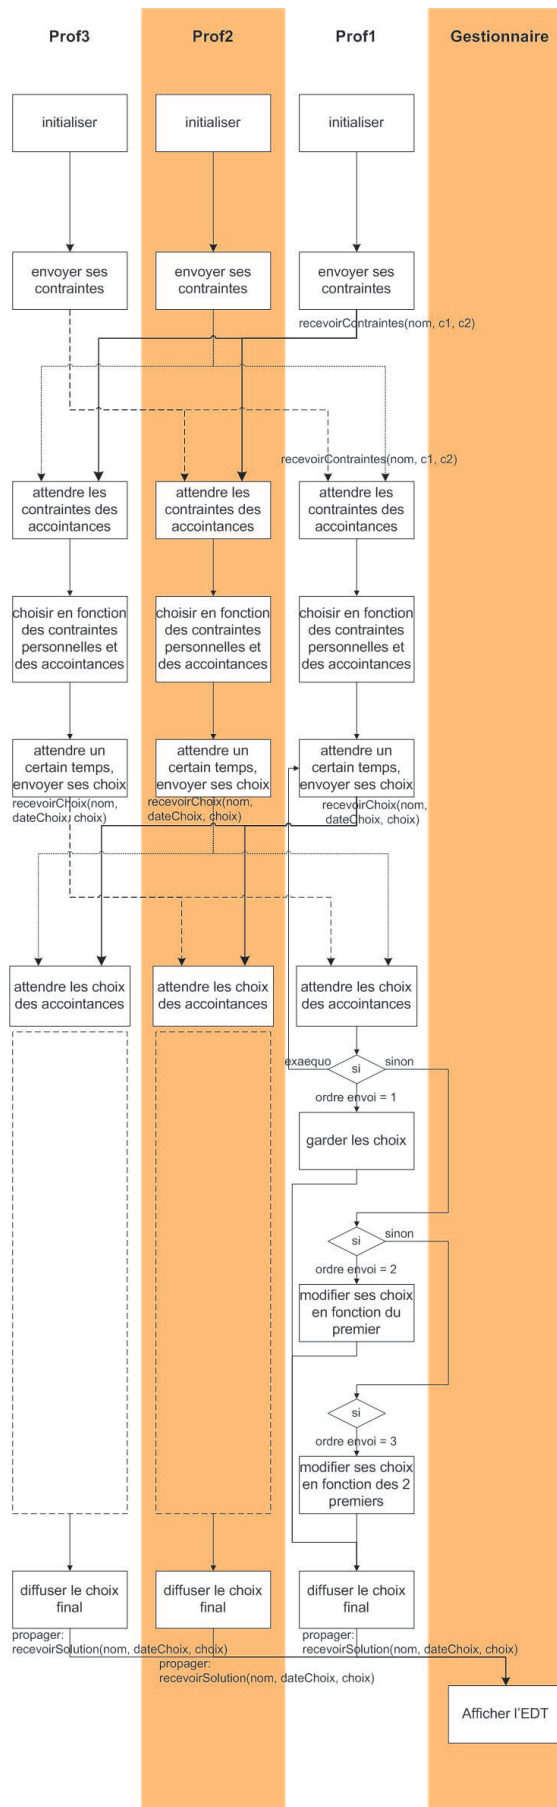 Prof3
Prof2
Prof1
Gestionnaire
initialiser
initialiser
initialiser
envoyer ses
contraintes
envoyer ses
contraintes
envoyer ses
contraintes
recevoirContraintes(nom, c1, c2)
recevoirContraintes(nom, c1, c2)
attendre les
contraintes des
accointances
attendre les
contraintes des
accointances
attendre les
contraintes des
accointances
choisir en fonction
des contraintes
personnelles et
des accointances
choisir en fonction
des contraintes
personnelles et
des accointances
choisir en fonction
des contraintes
personnelles et
des accointances
attendre un
certain temps,
envoyer ses choix
attendre un
certain temps,
envoyer ses choix
attendre un
certain temps,
envoyer ses choix
recevoirChoix(nom,
dateChoix, choix)
recevoirChoix(nom,
dateChoix, choix)
recevoirChoix(nom,
dateChoix, choix)
attendre les choix
des accointances
attendre les choix
des accointances
attendre les choix
des accointances
exaequo
si
sinon
ordre envoi = 1
garder les choix
si
sinon
ordre envoi = 2
modifier ses choix
en fonction du
premier
si
ordre envoi = 3
modifier ses choix
en fonction des 2
premiers
diffuser le choix
final
diffuser le choix
final
diffuser le choix
final
propager:
recevoirSolution(nom, dateChoix, choix)
propager:
recevoirSolution(nom, dateChoix, choix)
propager:
recevoirSolution(nom, dateChoix, choix)
Afficher l'EDT